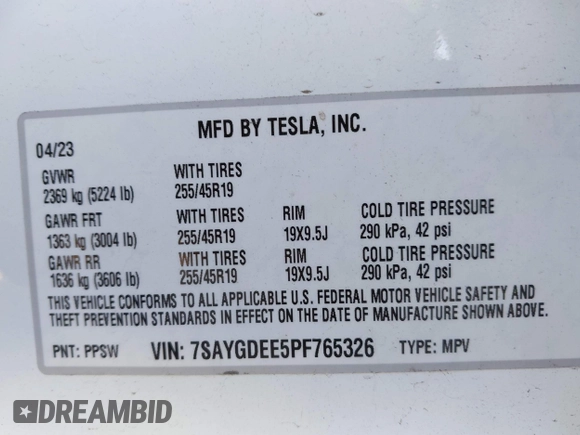 MFD BY TESLA, INC.
04/23
GVWR WITH TIRES
2369 kg (5224 lb) 255/45R19
GAWR FRT WITH TIRES RIM COLD TIRE PRESSURE
1363 kg (3004 lb) 255/45R19 19X9.5J 290 kPa, 42 psi
GAWR RR WITH TIRES RIM COLD TIRE PRESSURE
1636 kg (3606 lb) 255/45R19 19X9.5J 290 kPa, 42 psi
THIS VEHICLE CONFORMS TO ALL APPLICABLE U.S. FEDERAL MOTOR VEHICLE SAFETY AND
THEFT PREVENTION STANDARDS IN EFFECT ON THE DATE OF MANUFACTURE SHOWN ABOVE.
PNT: PPSW VIN: 7SAYGDEE5PF765326 TYPE: MPV
DREAMBID